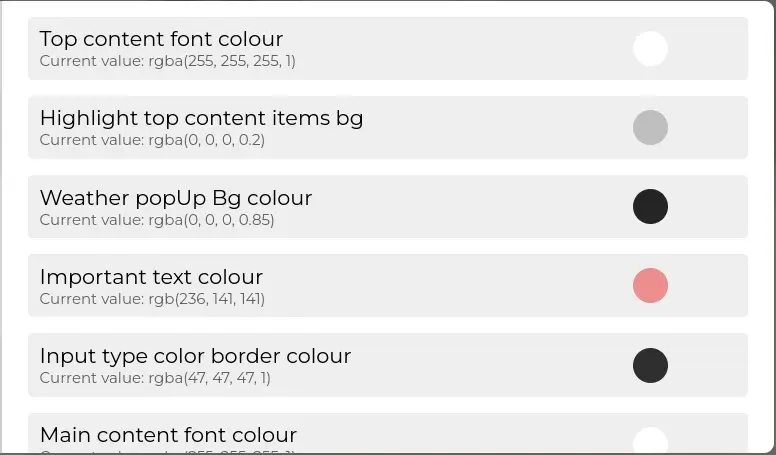 Top content font colour
Current value: rgba(255, 255, 255, 1)
Highlight top content items bg
Current value: rgba(0, 0, 0, 0.2)
Weather popUp Bg colour
Current value: rgba(0, 0, 0, 0.85)
Important text colour
Current value: rgb(236, 141, 141)
Input type color border colour
Current value: rgba(47, 47, 47, 1)
Main content font colour